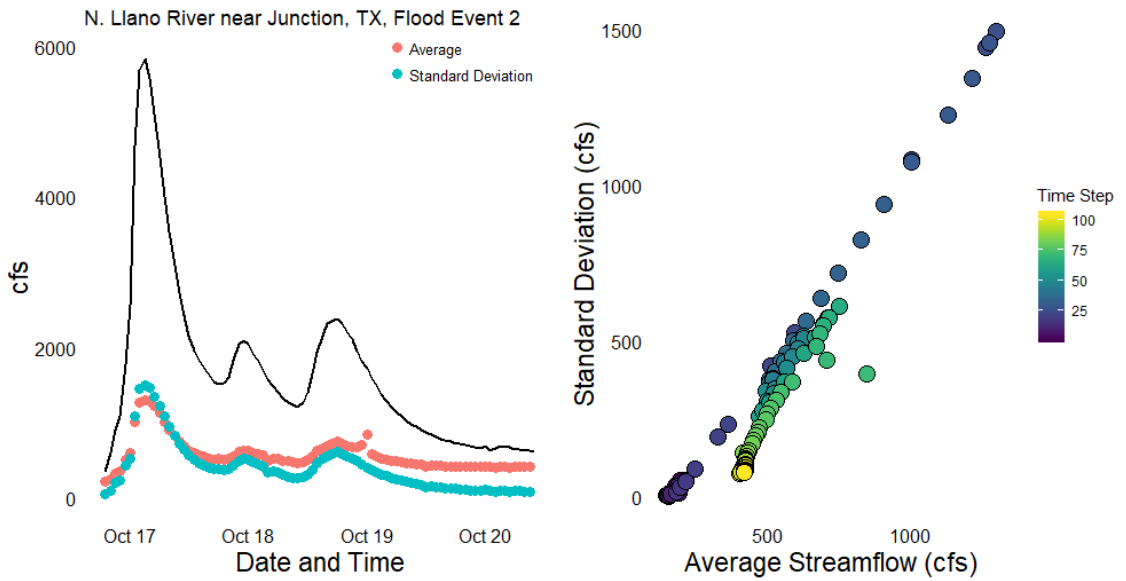 N. Llano River near Junction, TX, Flood Event 2
Average
Standard Deviation
6000
4000
2000
0
cfs
Oct 17
Oct 18
Oct 19
Oct 20
Date and Time
1500
1000
500
0
Standard Deviation (cfs)
500
1000
Average Streamflow (cfs)
Time Step
100
75
50
25